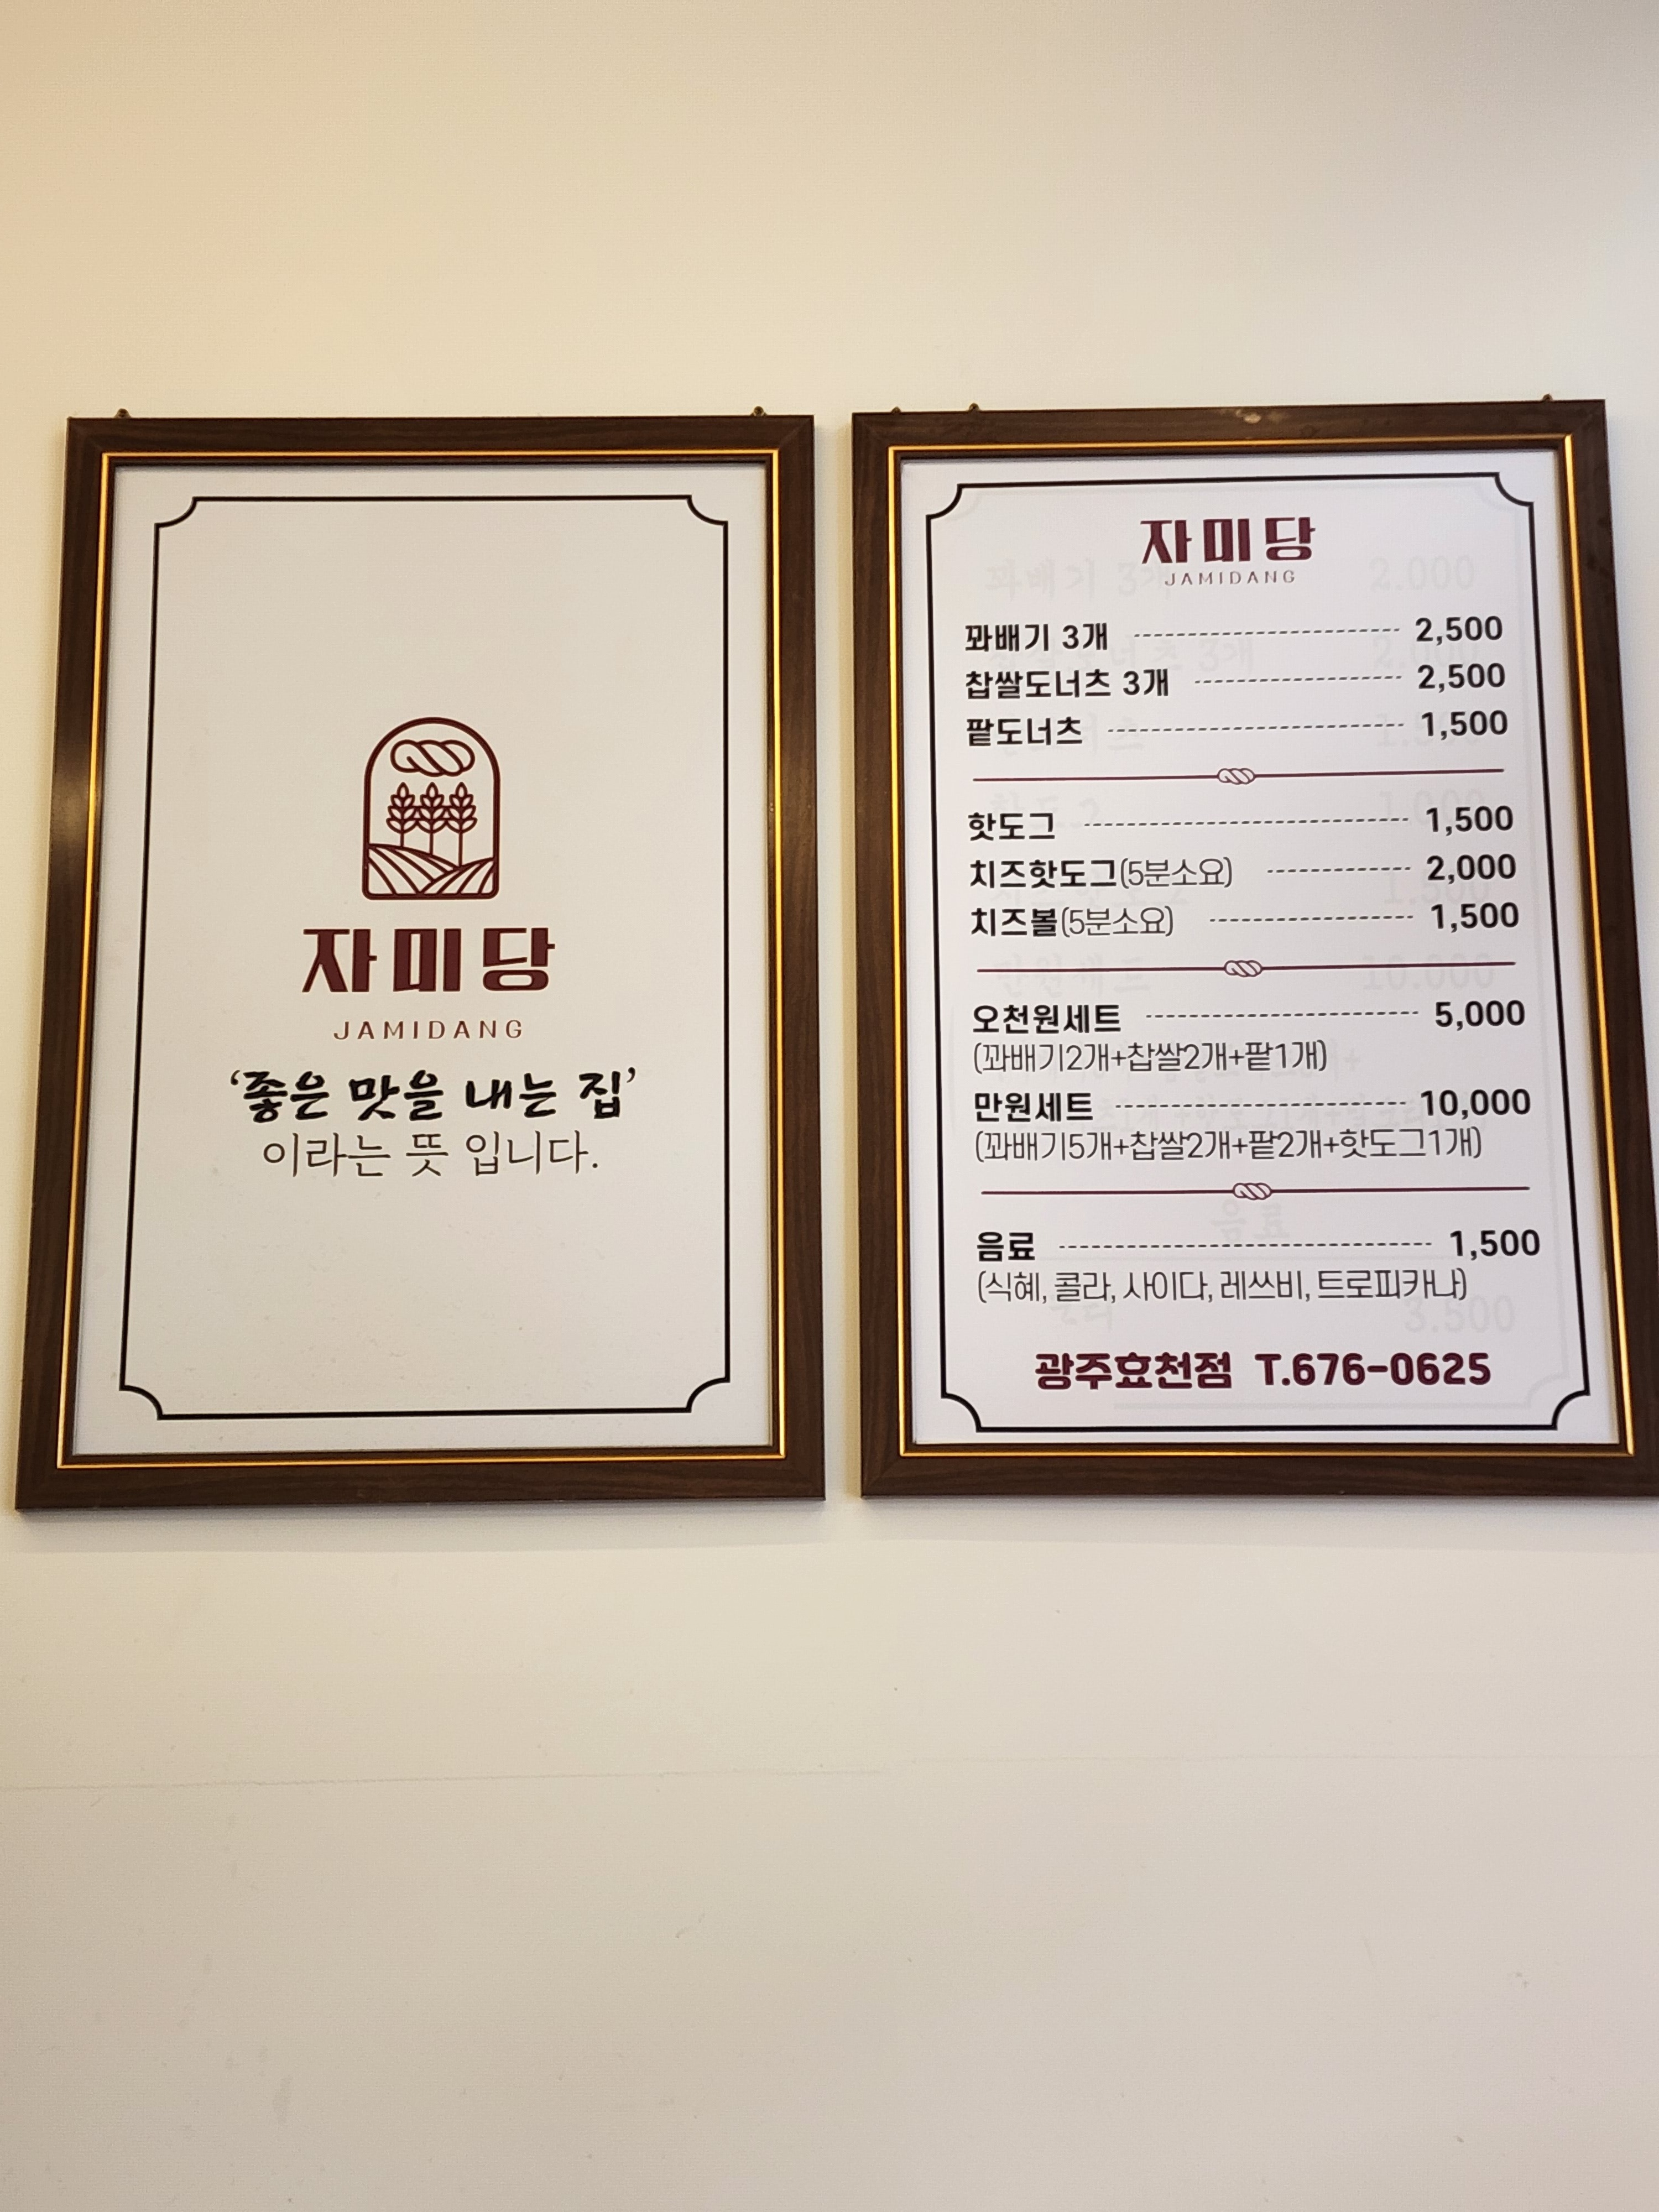 자미당
JAMIDANG
‘좋은 맛을 내는 집’
이라는 뜻 입니다.
자미당
JAMIDANG
꽈배기 3개 2,500
찹쌀도너츠 3개 2,500
팥도너츠 1,500
핫도그 1,500
치즈핫도그(5분소요) 2,000
치즈볼(5분소요) 1,500
오천원세트 5,000
(꽈배기2개+찹쌀2개+팥1개)
만원세트 10,000
(꽈배기5개+찹쌀2개+팥2개+핫도그1개)
음료 1,500
(식혜, 콜라, 사이다, 레쓰비, 트로피카나)
광주효천점 T.676-0625